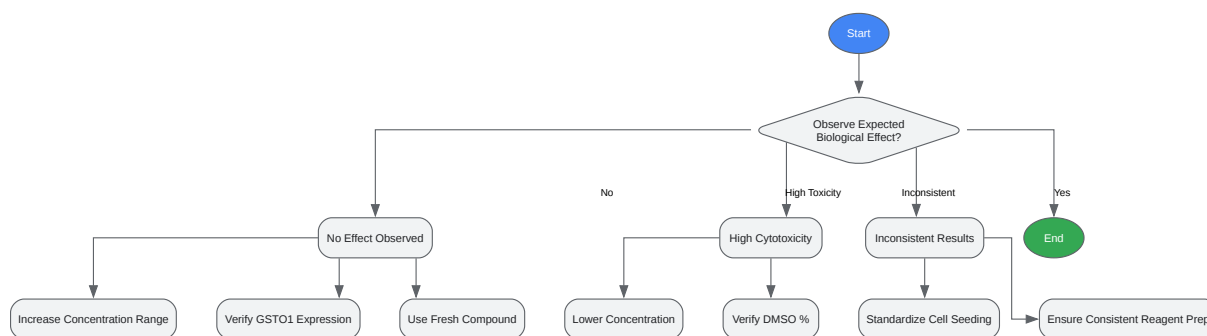 Start
Observe Expected
Biological Effect?
No
High Toxicity
Inconsistent
Yes
No Effect Observed
High Cytotoxicity
Inconsistent Results
End
Increase Concentration Range
Verify GSTO1 Expression
Use Fresh Compound
Lower Concentration
Verify DMSO %
Standardize Cell Seeding
Ensure Consistent Reagent Prep